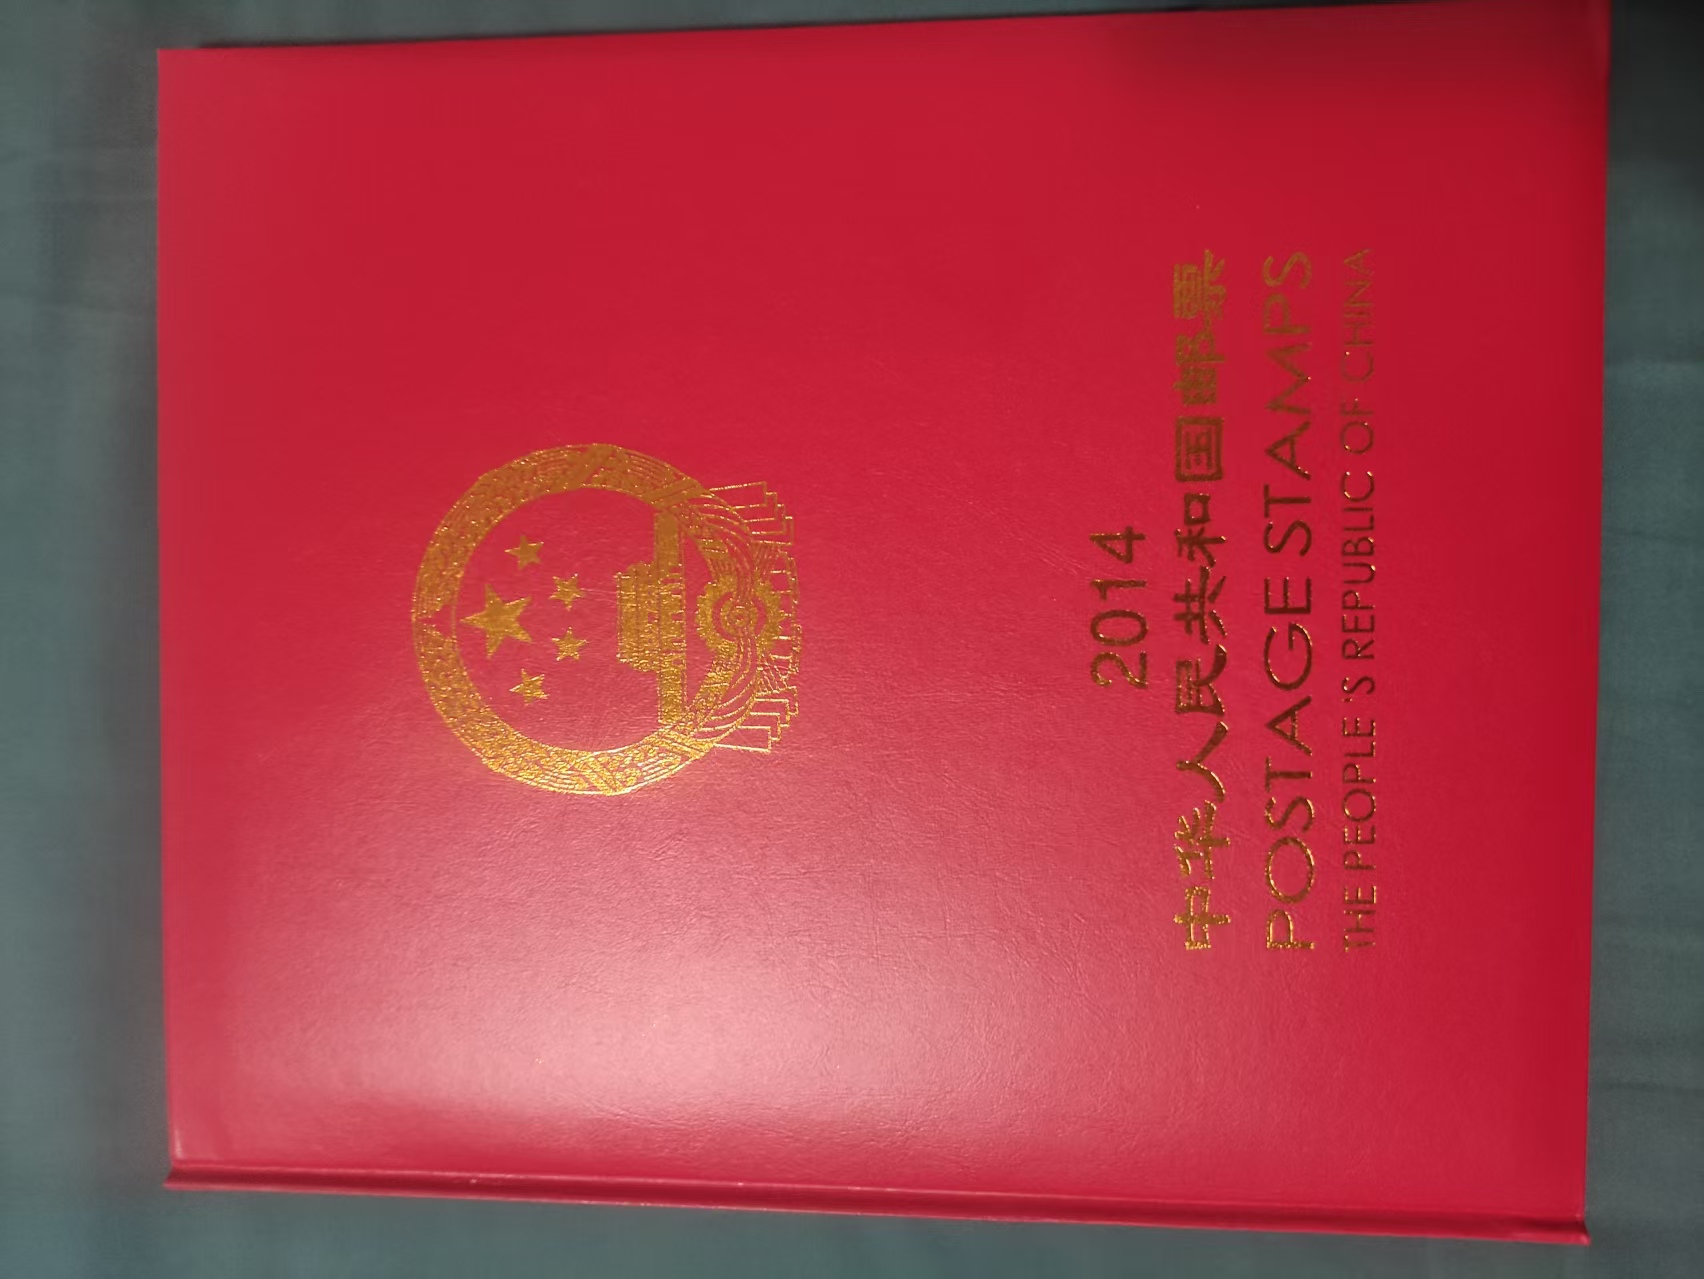 2014
中华人民共和国邮票
POSTAGE STAMPS
THE PEOPLE'S REPUBLIC OF CHINA